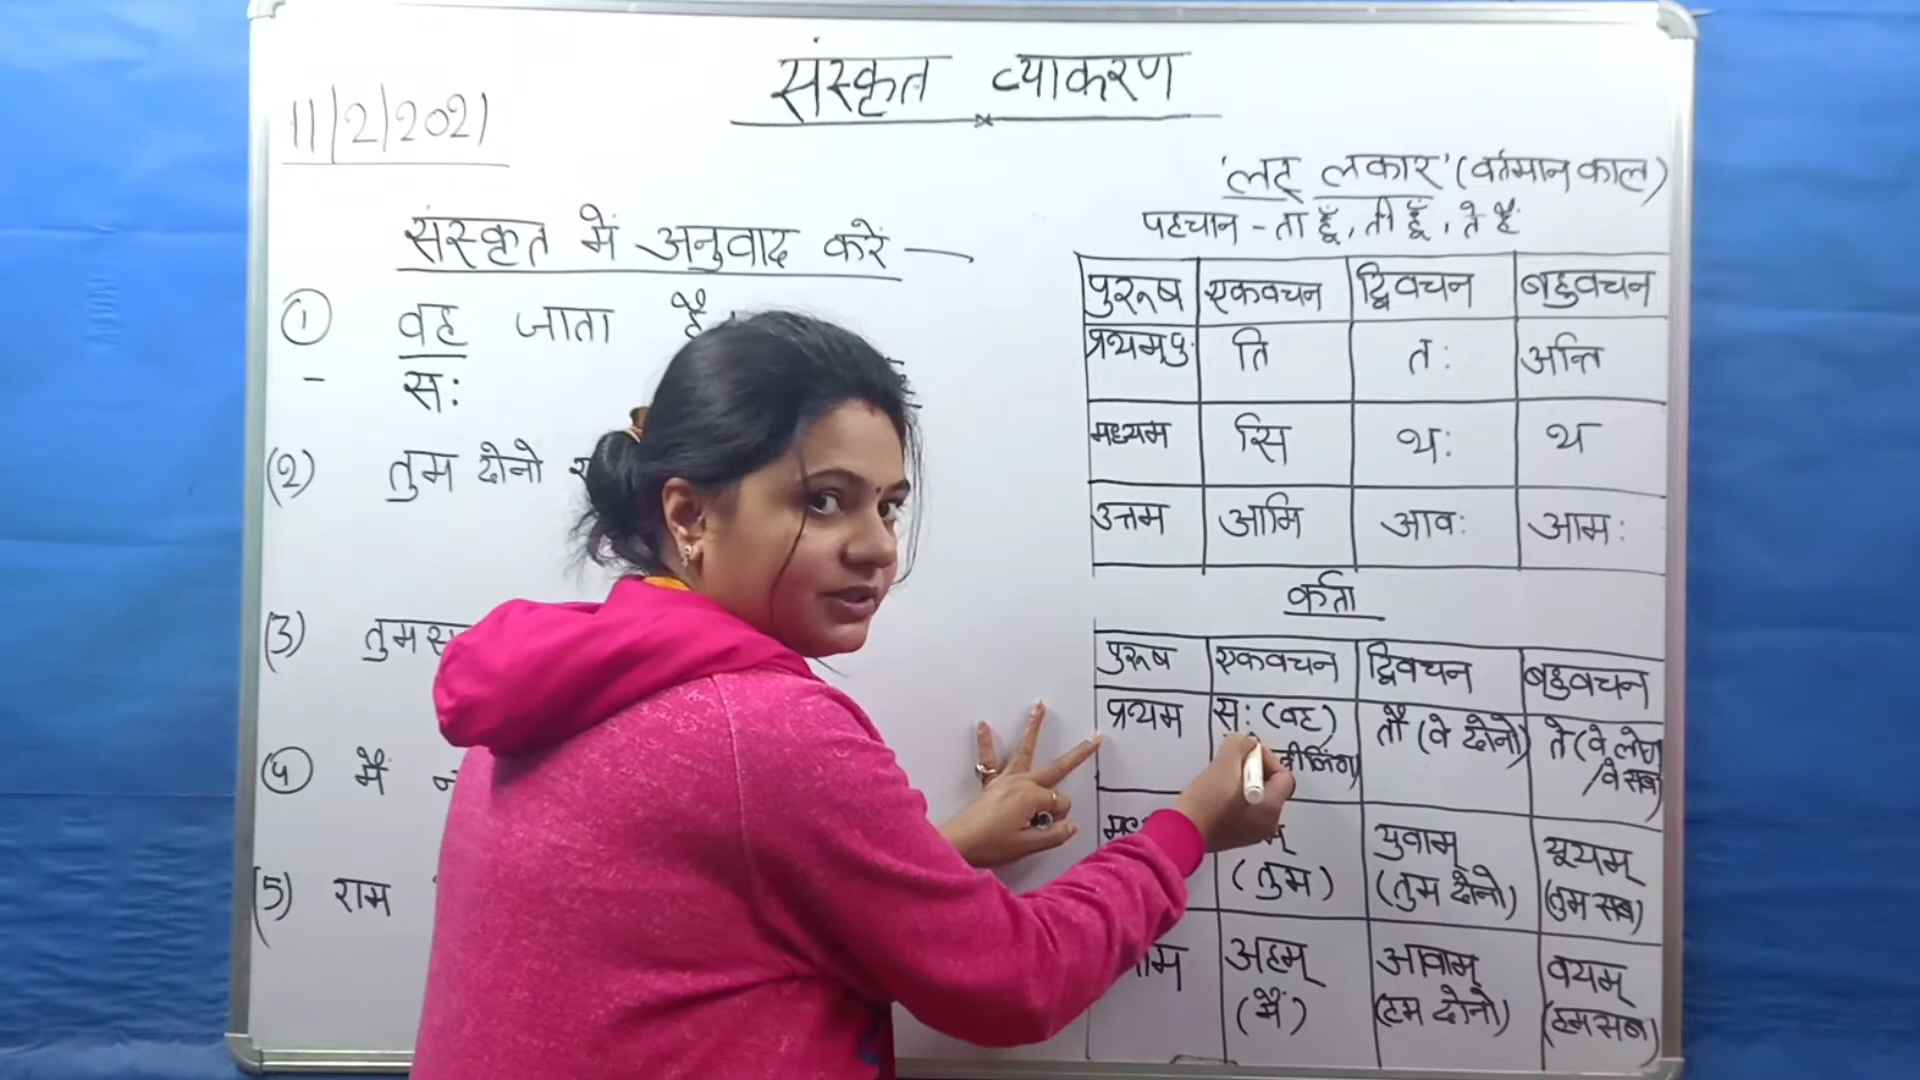 संस्कृत व्याकरण
11/2/2021
संस्कृत में अनुवाद करें —
① वह जाता है
- सः
(2) तुम दोनो
(3) तुम
④ मैं
(5) राम
'लट् लकार' (वर्तमान काल)
पहचान - ता हूँ, ती हूँ, ते हैं
पुरूष एकवचन द्विवचन बहुवचन
प्रथम पु. ति तः अन्ति
मध्यम सि थः थ
उत्तम आमि आवः आमः
कर्ता
पुरूष एकवचन द्विवचन बहुवचन
प्रथम सः (वह) तौ (वे दोनो) ते (वे लोग
/वे सब)
युवाम् यूयम्
(तुम) (तुम दोनो) (तुम सब)
अहम् आवाम् वयम्
(मैं) (हम दोनो) (हम सब)